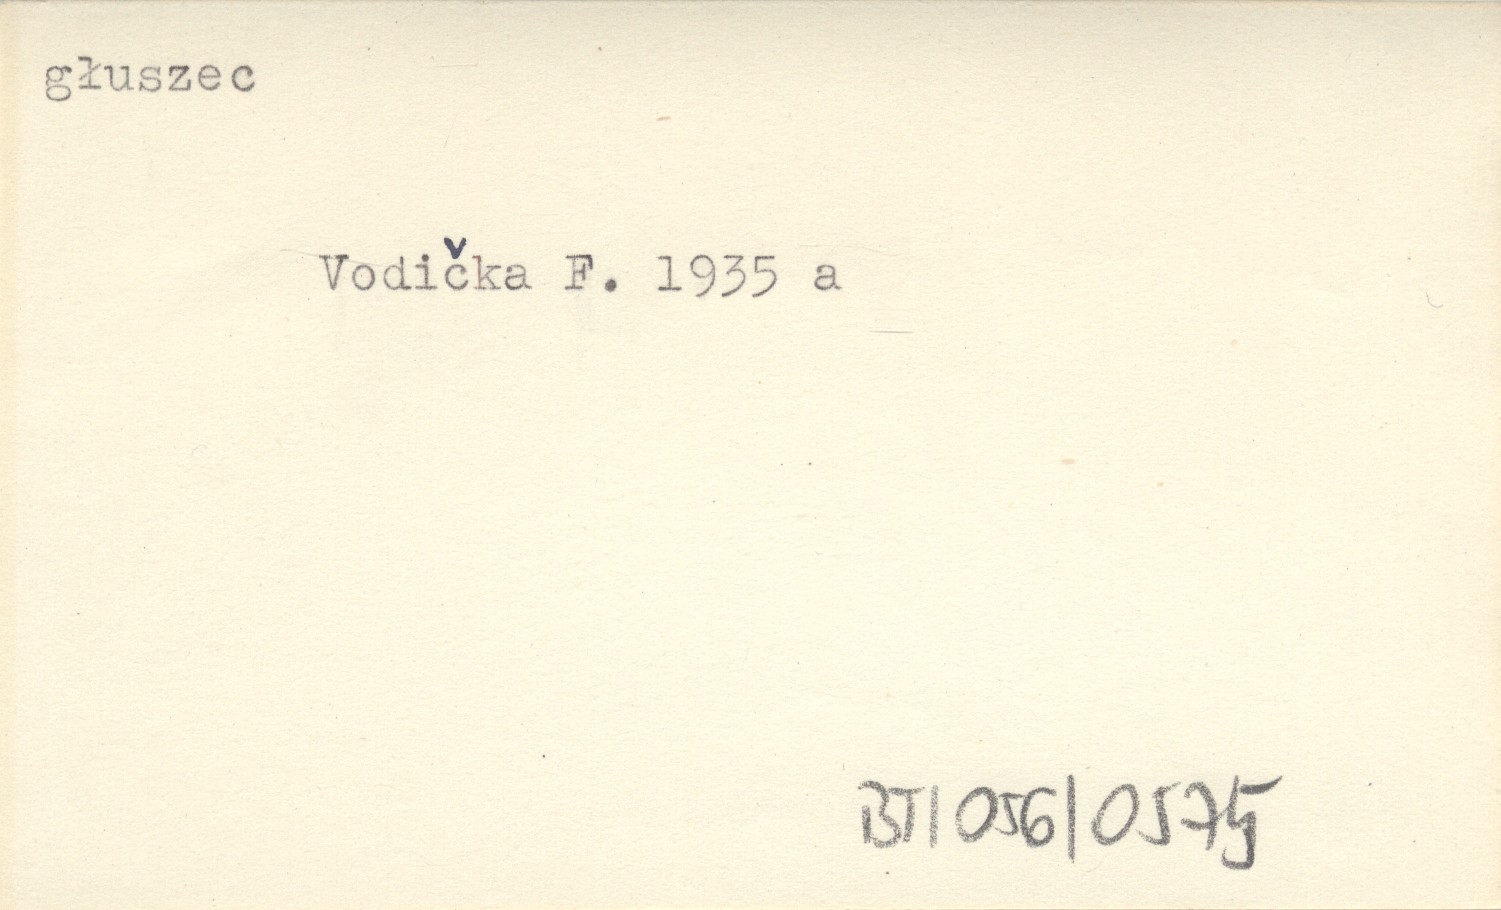 głuszec
Vodička F. 1935 a
BT/056/0575